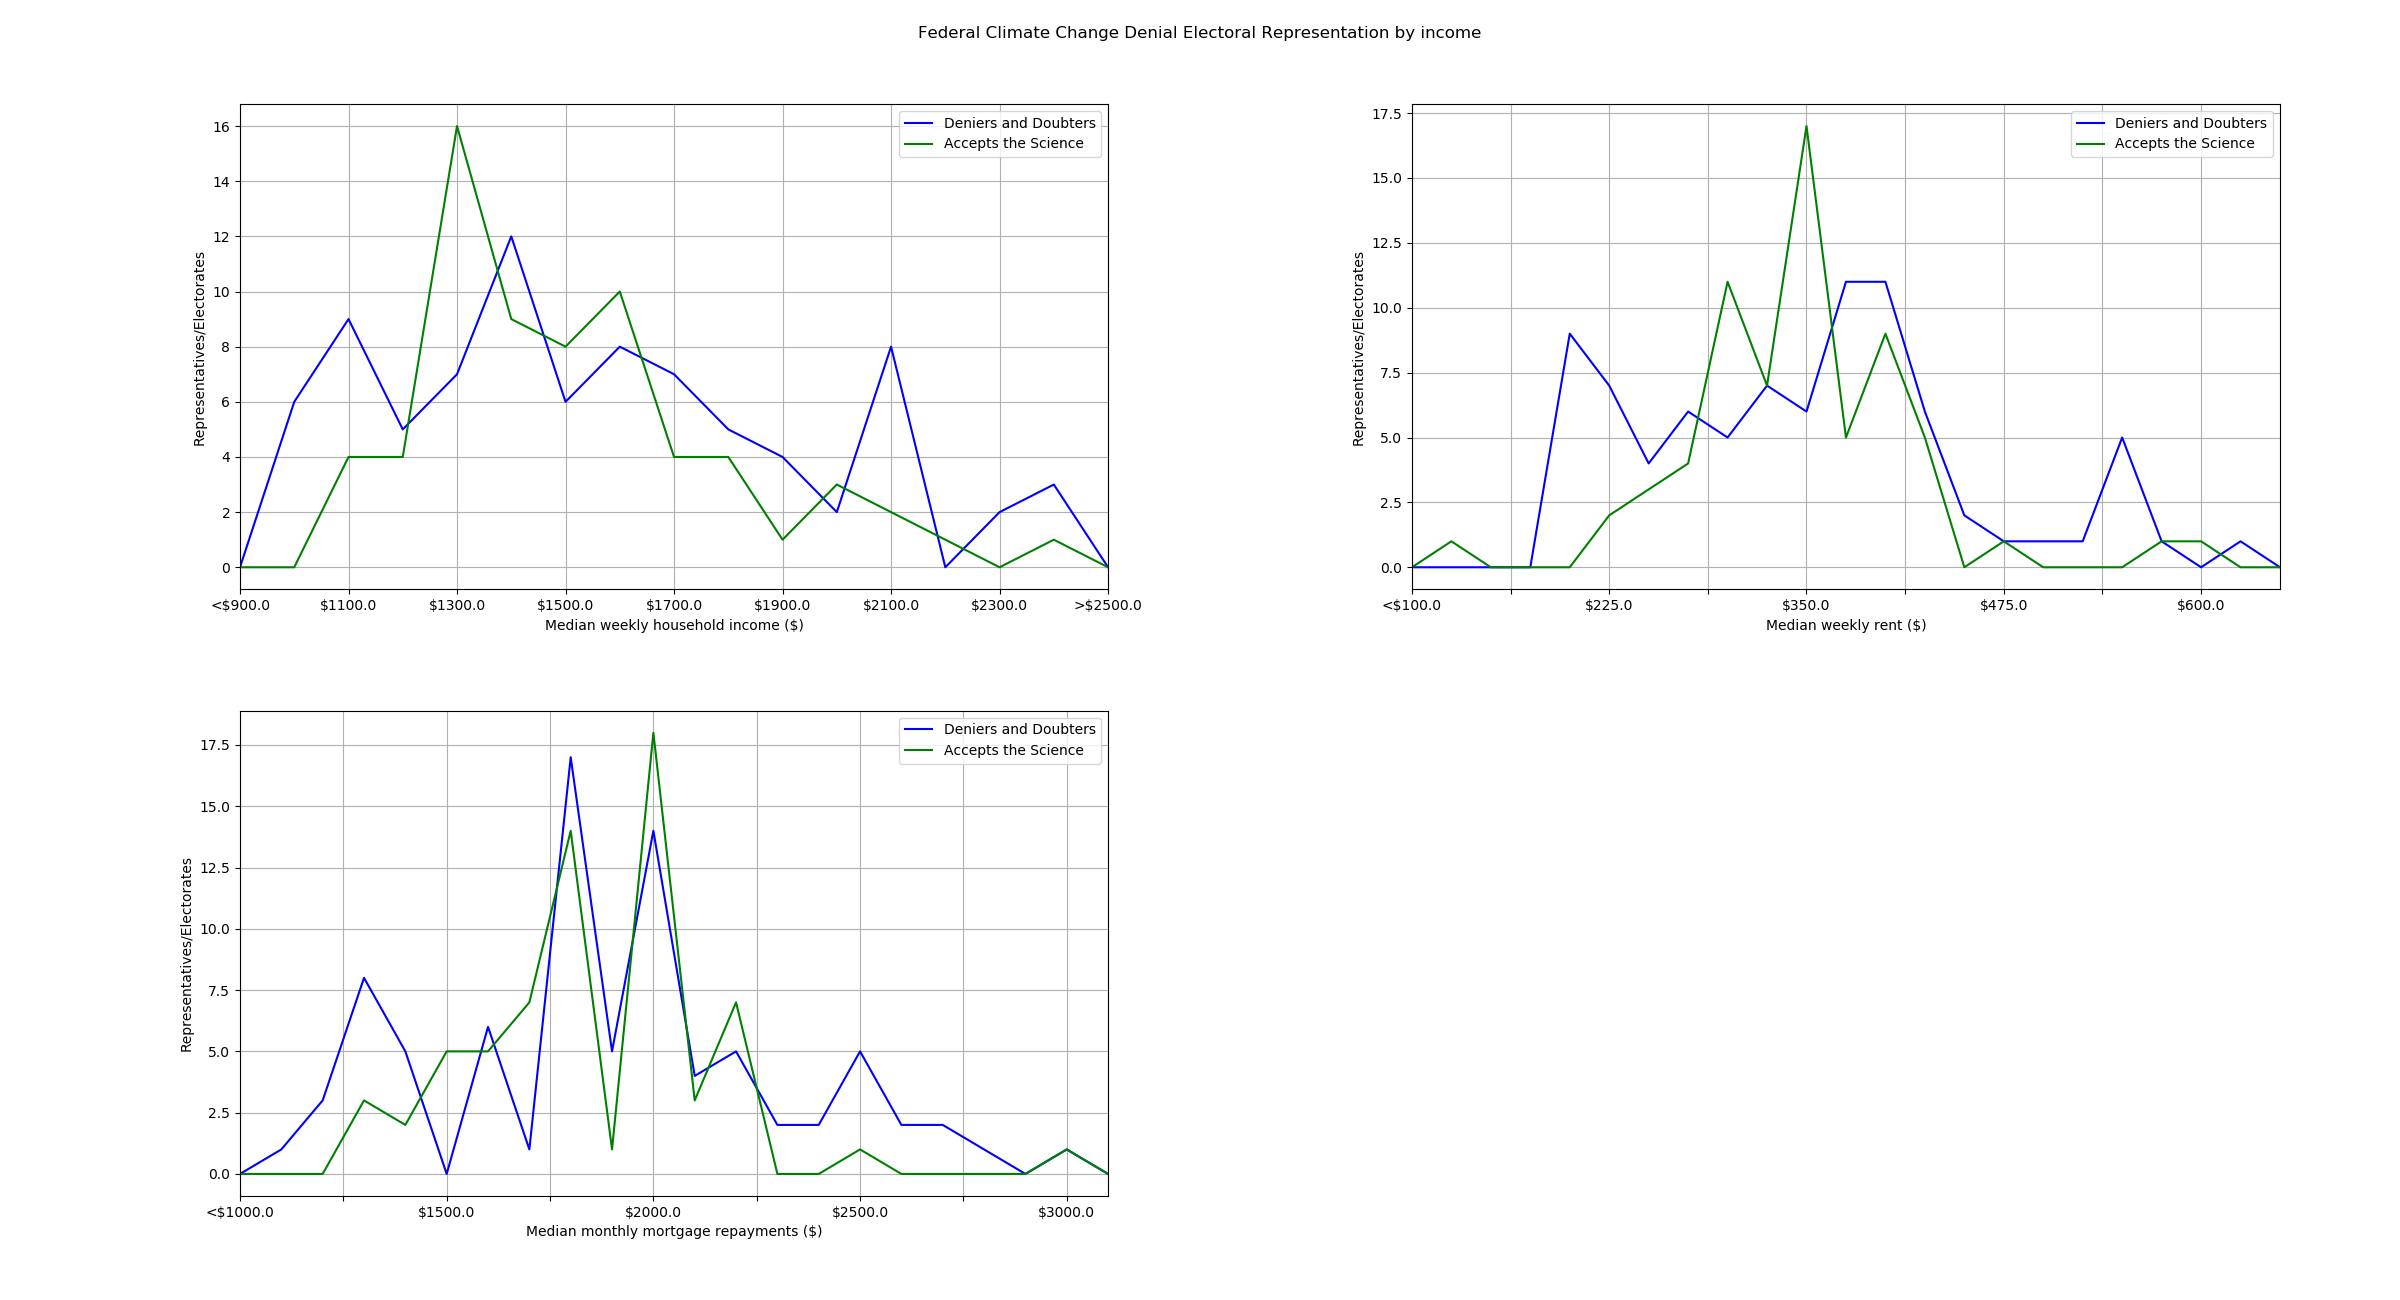 Federal Climate Change Denial Electoral Representation by income
Deniers and Doubters
Accepts the Science
16
14
12
10
8
6
4
2
0
Representatives/Electorates
<$900.0 $1100.0 $1300.0 $1500.0 $1700.0 $1900.0 $2100.0 $2300.0 >$2500.0
Median weekly household income ($)
Deniers and Doubters
Accepts the Science
17.5
15.0
12.5
10.0
7.5
5.0
2.5
0.0
Representatives/Electorates
<$100.0 $225.0 $350.0 $475.0 $600.0
Median weekly rent ($)
Deniers and Doubters
Accepts the Science
17.5
15.0
12.5
10.0
7.5
5.0
2.5
0.0
Representatives/Electorates
<$1000.0 $1500.0 $2000.0 $2500.0 $3000.0
Median monthly mortgage repayments ($)